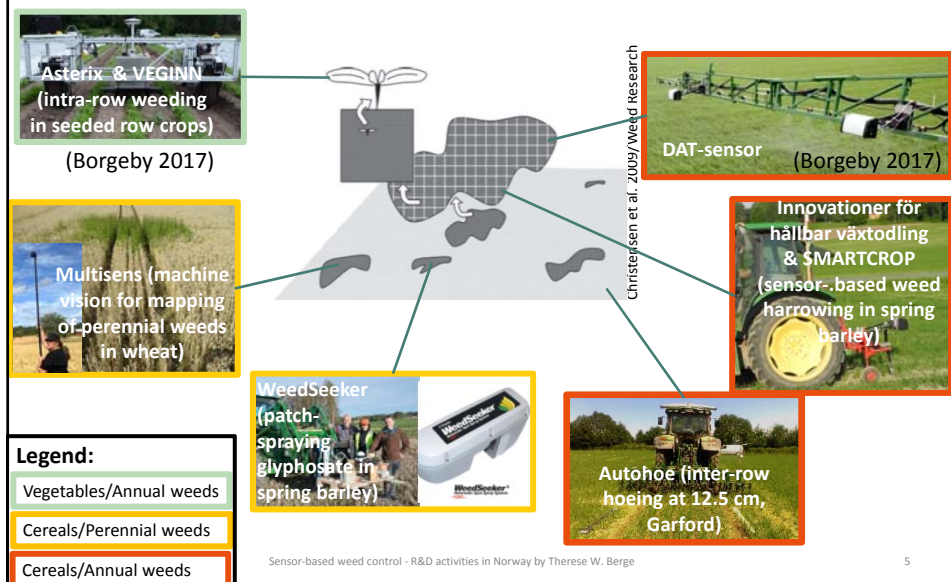 Asterix & VEGINN
(intra-row weeding
in seeded row crops)
(Borgeby 2017)
Christensen et al. 2009/Weed Research
DAT-sensor
(Borgeby 2017)
Multisens (machine
vision for mapping
of perennial weeds
in wheat)
Innovationer för
hållbar växtodling
& SMARTCROP
(sensor-.based weed
harrowing in spring
barley)
WeedSeeker
(patch-
spraying
glyphosate in
spring barley)
WeedSeeker
WeedSeeker®
Autohoe (inter-row
hoeing at 12.5 cm,
Garford)
Legend:
Vegetables/Annual weeds
Cereals/Perennial weeds
Cereals/Annual weeds
Sensor-based weed control - R&D activities in Norway by Therese W. Berge
5